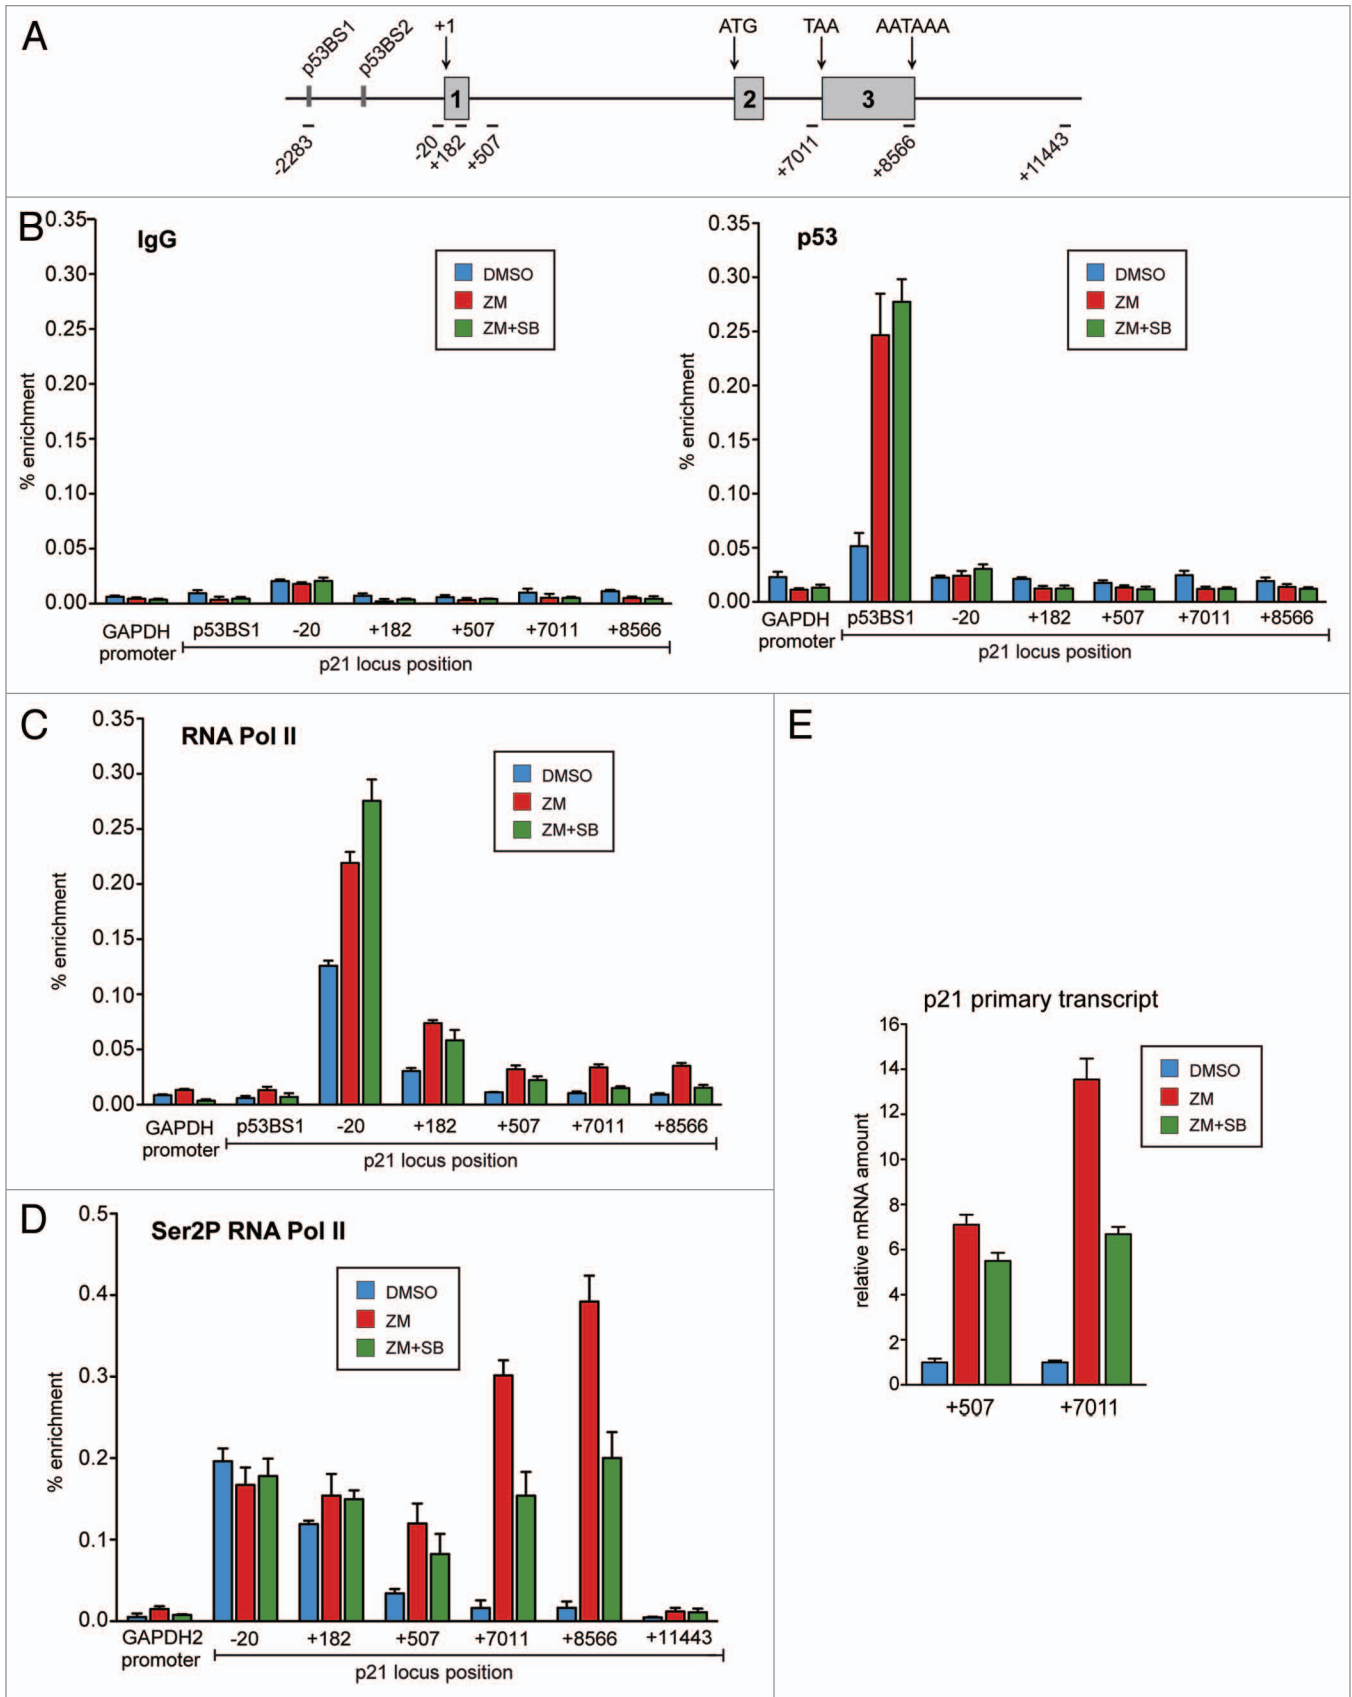 A
p53BS1
p53BS2
+1
ATG
TAA
AATAAA
1
2
3
-2283
-20
+182
+507
+7011
+8566
+11443
B
IgG
0.35
0.30
0.25
0.20
0.15
0.10
0.05
0.00
% enrichment
DMSO
ZM
ZM+SB
GAPDH promoter
p53BS1
-20
+182
+507
+7011
+8566
p21 locus position
p53
0.35
0.30
0.25
0.20
0.15
0.10
0.05
0.00
% enrichment
DMSO
ZM
ZM+SB
GAPDH promoter
p53BS1
-20
+182
+507
+7011
+8566
p21 locus position
C
RNA Pol II
0.35
0.30
0.25
0.20
0.15
0.10
0.05
0.00
% enrichment
DMSO
ZM
ZM+SB
GAPDH promoter
p53BS1
-20
+182
+507
+7011
+8566
p21 locus position
D
Ser2P RNA Pol II
0.5
0.4
0.3
0.2
0.1
0.0
% enrichment
DMSO
ZM
ZM+SB
GAPDH2 promoter
-20
+182
+507
+7011
+8566
+11443
p21 locus position
E
p21 primary transcript
16
14
12
10
8
6
4
2
0
relative mRNA amount
DMSO
ZM
ZM+SB
+507
+7011